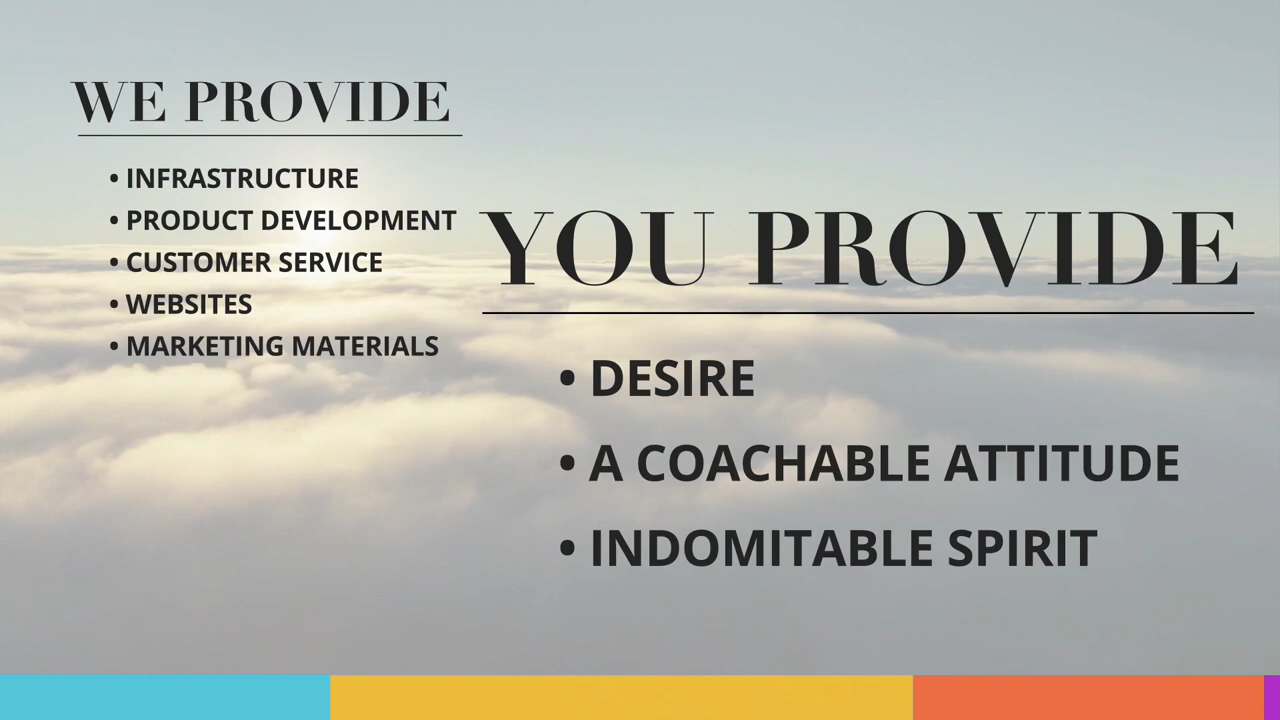 WE PROVIDE
• INFRASTRUCTURE
• PRODUCT DEVELOPMENT
• CUSTOMER SERVICE
• WEBSITES
• MARKETING MATERIALS
YOU PROVIDE
• DESIRE
• A COACHABLE ATTITUDE
• INDOMITABLE SPIRIT